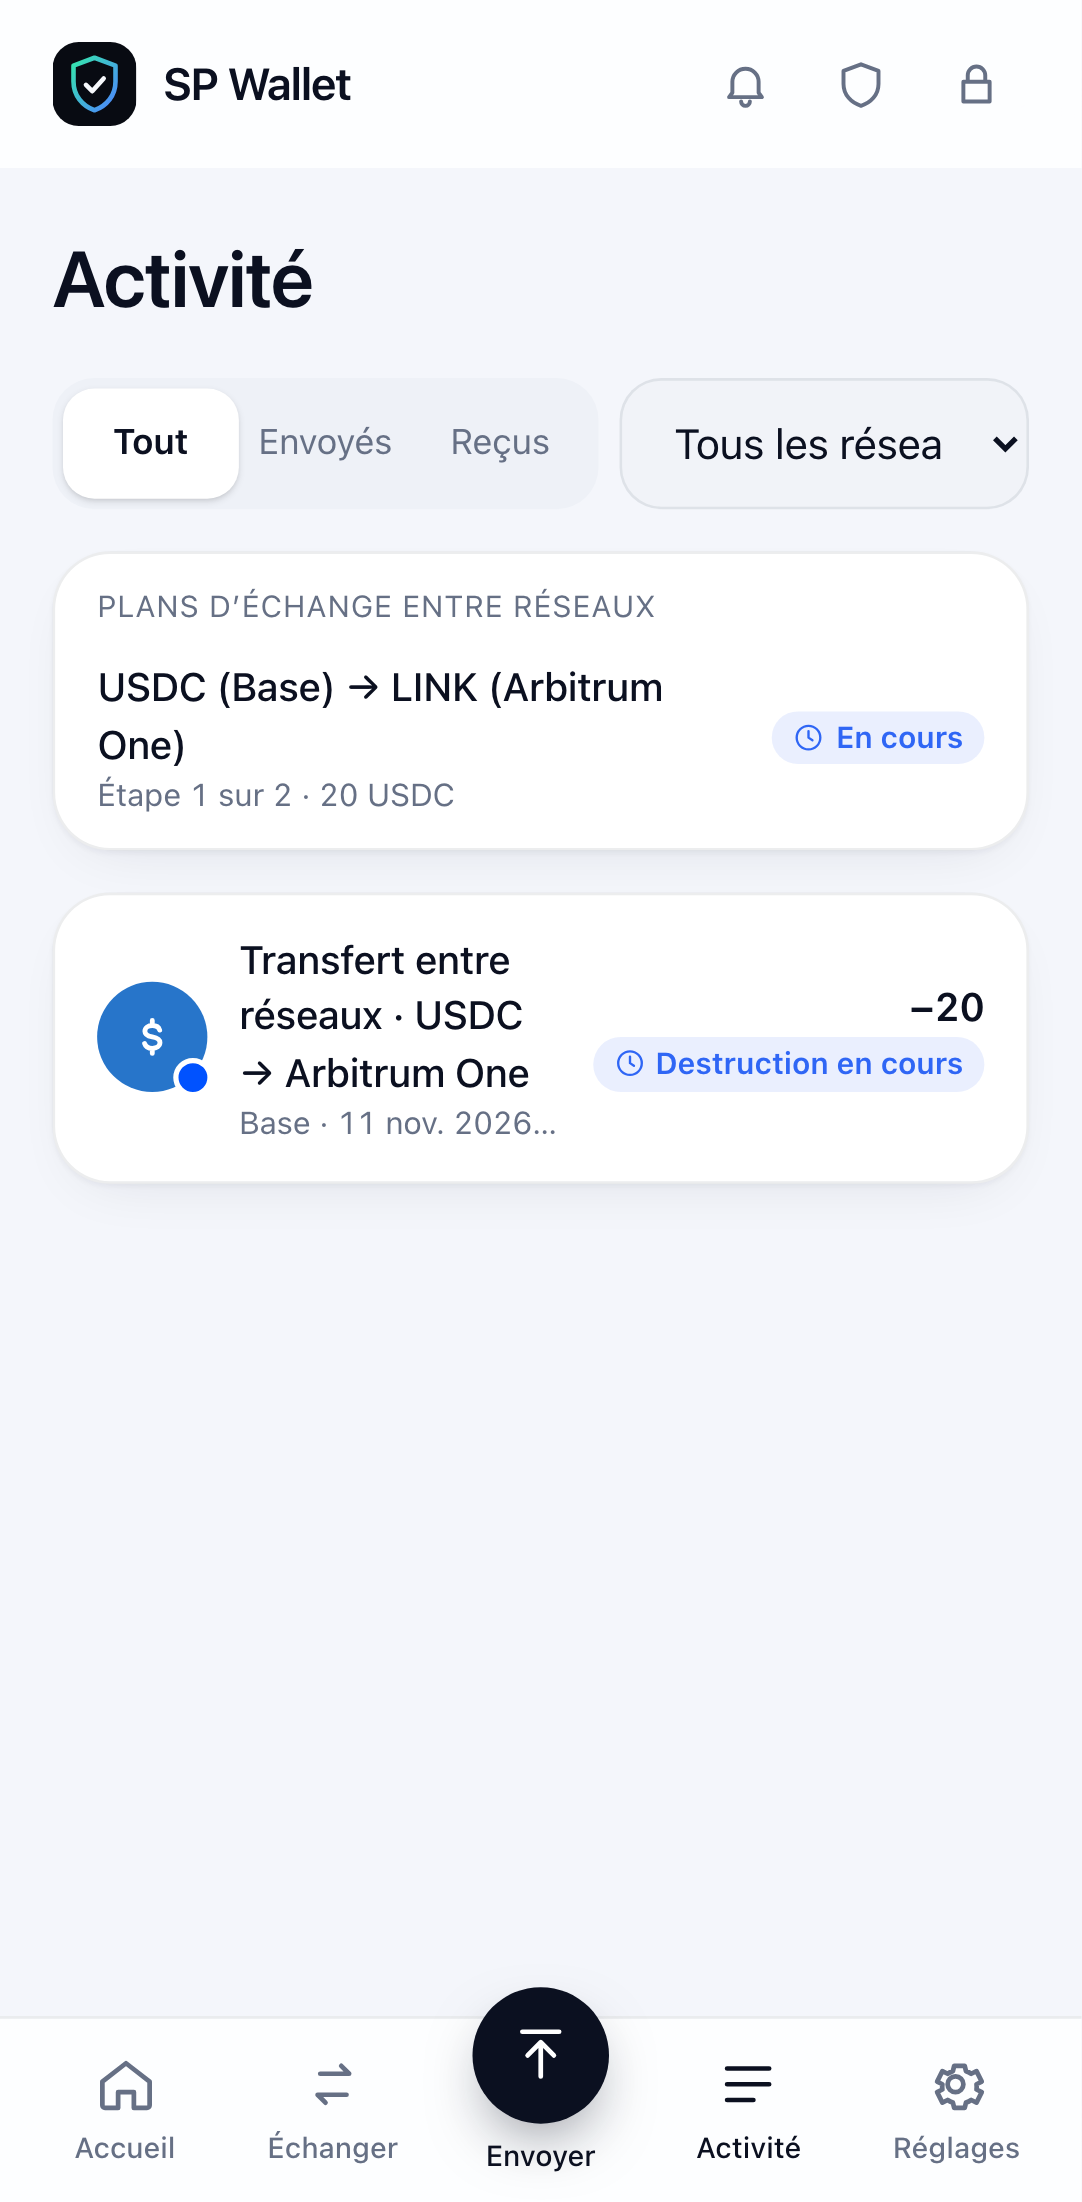 SP Wallet
Activité
Tout
Envoyés
Reçus
Tous les résea
PLANS D’ÉCHANGE ENTRE RÉSEAUX
USDC (Base) → LINK (Arbitrum
One)
En cours
Étape 1 sur 2 · 20 USDC
$
Transfert entre
réseaux · USDC
→ Arbitrum One
Base · 11 nov. 2026...
−20
Destruction en cours
Accueil
Échanger
Envoyer
Activité
Réglages